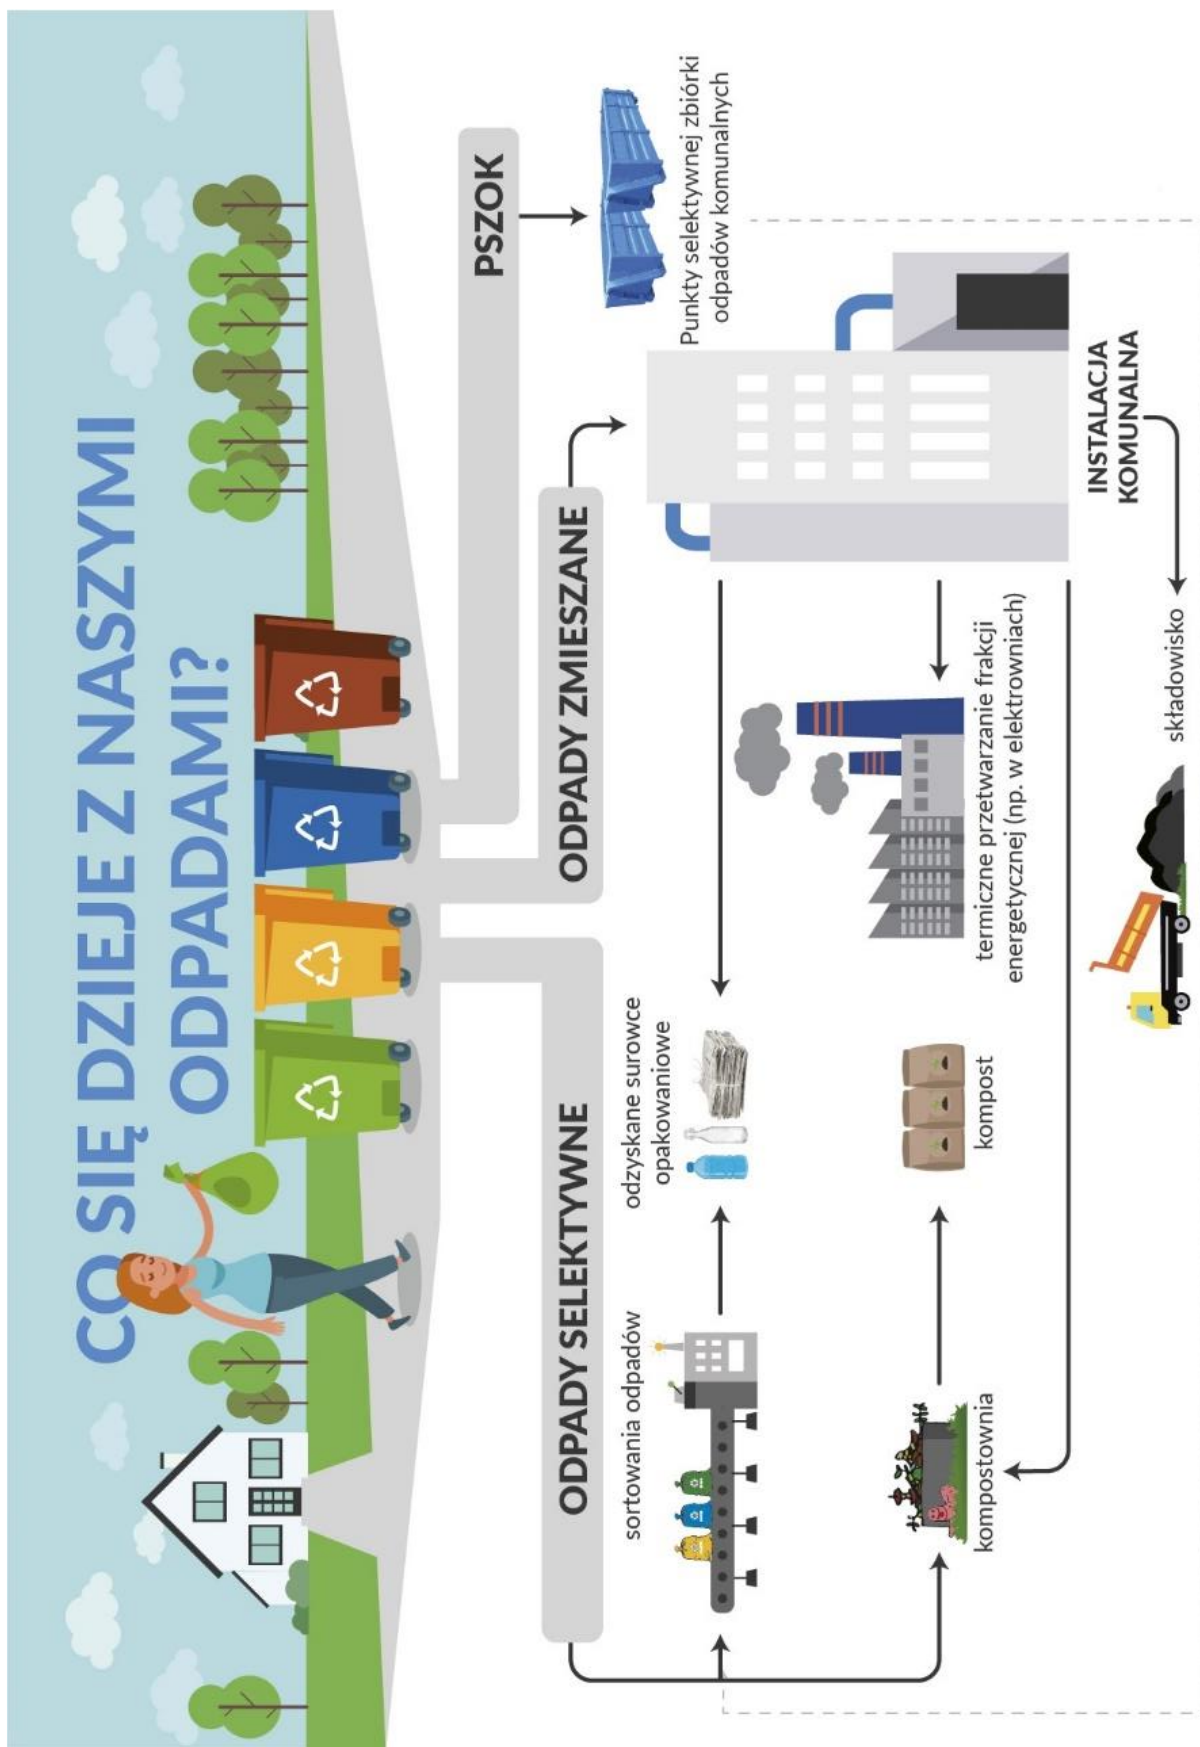 CO SIĘ DZIEJE Z NASZYMI
ODPADAMI?
ODPADY SELEKTYWNE
ODPADY ZMIESZANE
PSZOK
sortowania odpadów
odzyskane surowce
opakowaniowe
Punkty selektywnej zbiórki
odpadów komunalnych
kompostownia
kompost
termiczne przetwarzanie frakcji
energetycznej (np. w elektrowniach)
INSTALACJA
KOMUNALNA
składowisko